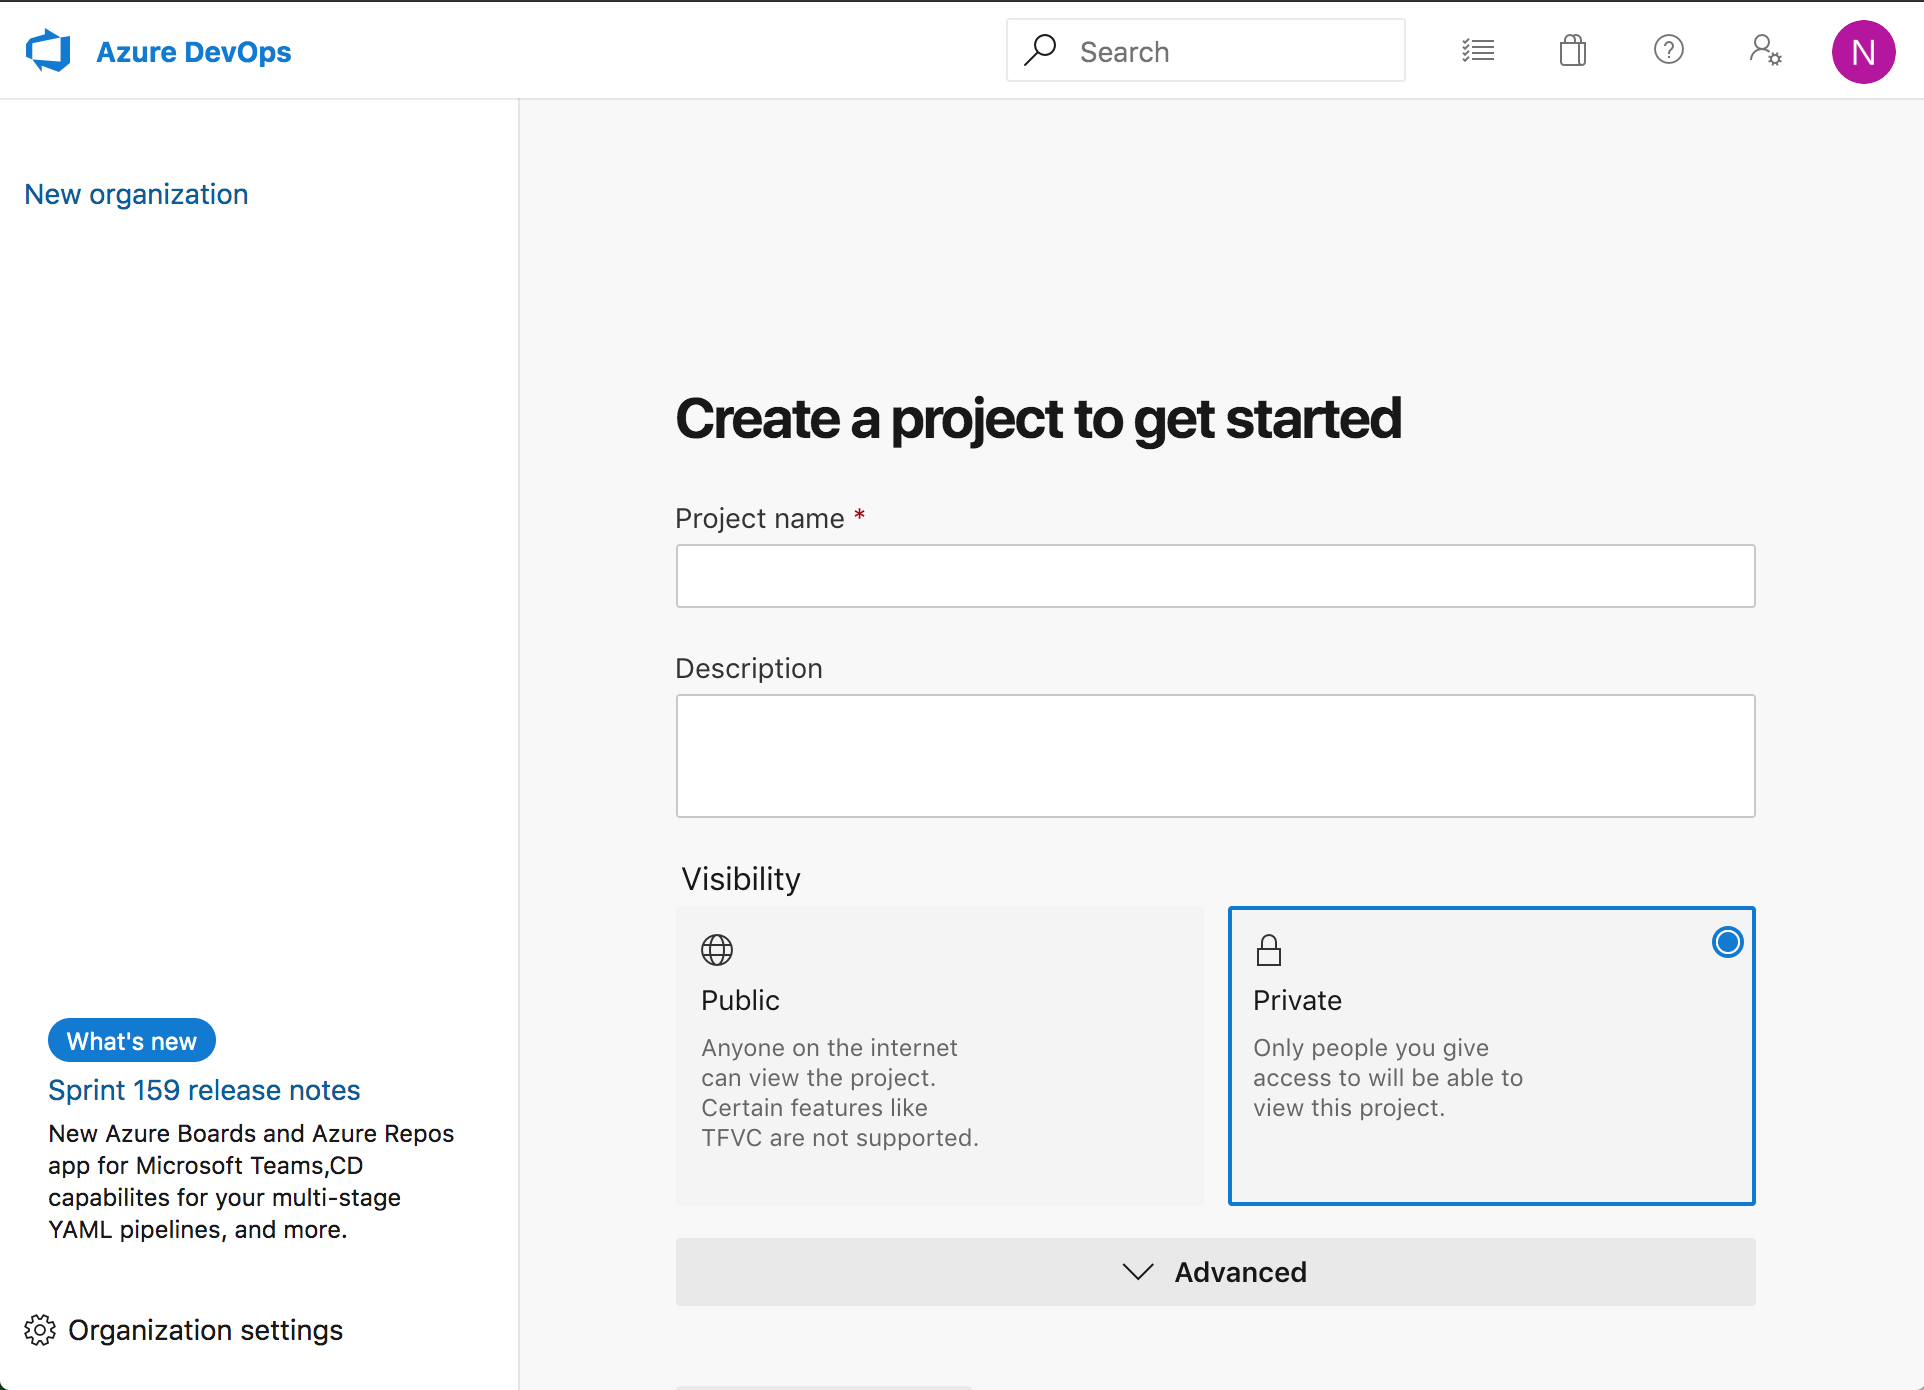 Azure DevOps
Search
N
New organization
Create a project to get started
Project name *
Description
Visibility
Public
Anyone on the internet
can view the project.
Certain features like
TFVC are not supported.
Private
Only people you give
access to will be able to
view this project.
Advanced
What's new
Sprint 159 release notes
New Azure Boards and Azure Repos
app for Microsoft Teams,CD
capabilites for your multi-stage
YAML pipelines, and more.
Organization settings